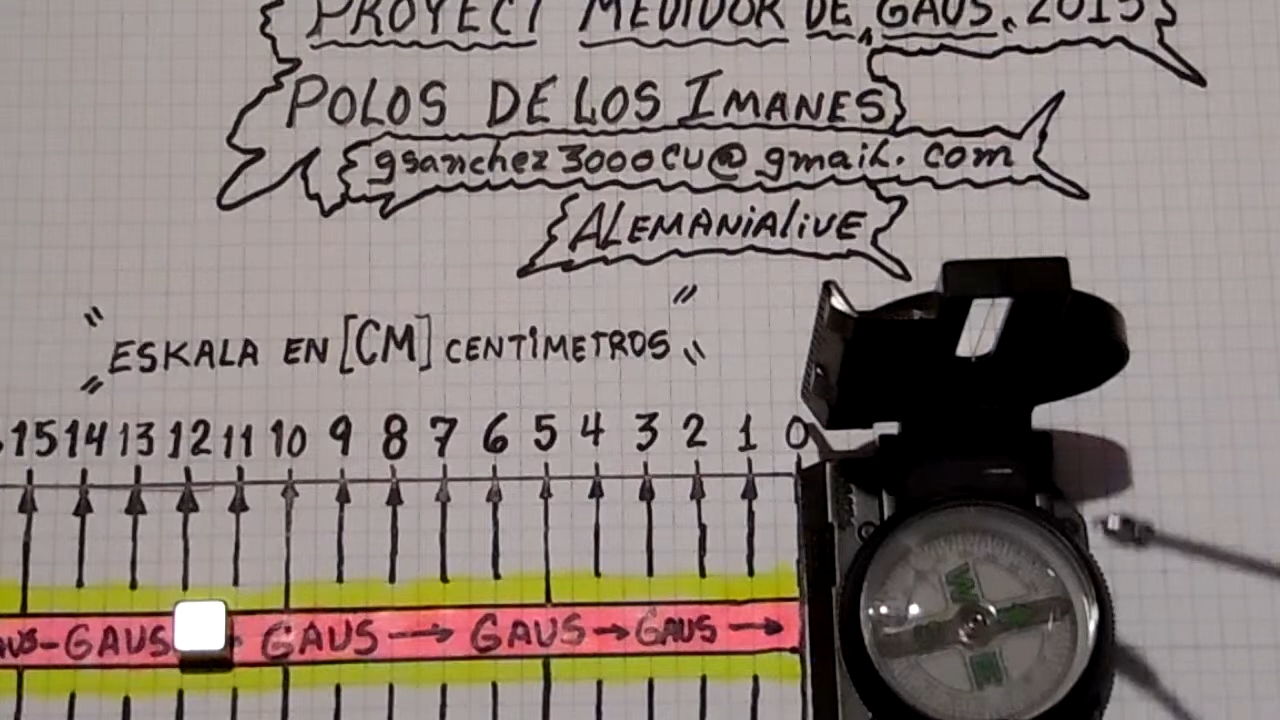 PROYECT MEDIDOR DE GAUS. 2015
POLOS DE LOS IMANES
gsanchez3000cu@gmail.com
ALEMANIAliVE
"ESKALA EN [CM] CENTIMETROS"
15 14 13 12 11 10 9 8 7 6 5 4 3 2 1 0
GAUS GAUS → GAUS → GAUS →
W
E